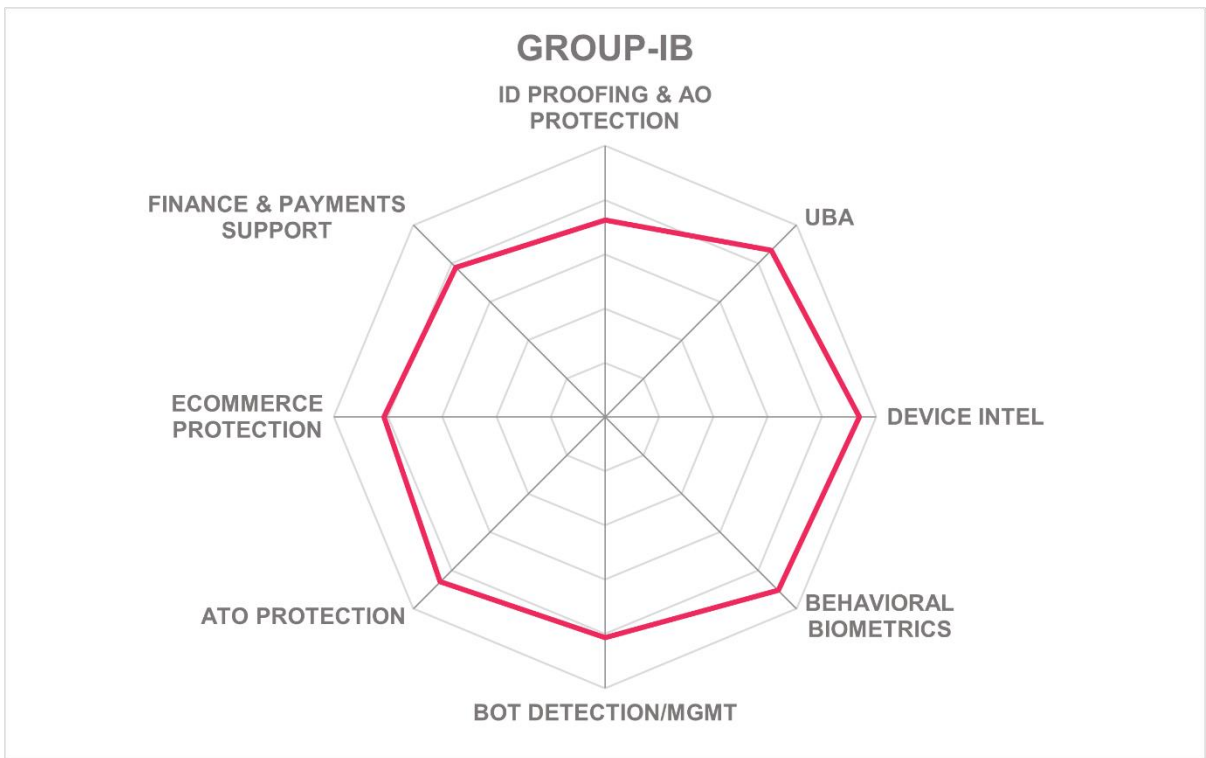 GROUP-IB
ID PROOFING & AO
PROTECTION
UBA
DEVICE INTEL
BEHAVIORAL
BIOMETRICS
BOT DETECTION/MGMT
ATO PROTECTION
ECOMMERCE
PROTECTION
FINANCE & PAYMENTS
SUPPORT